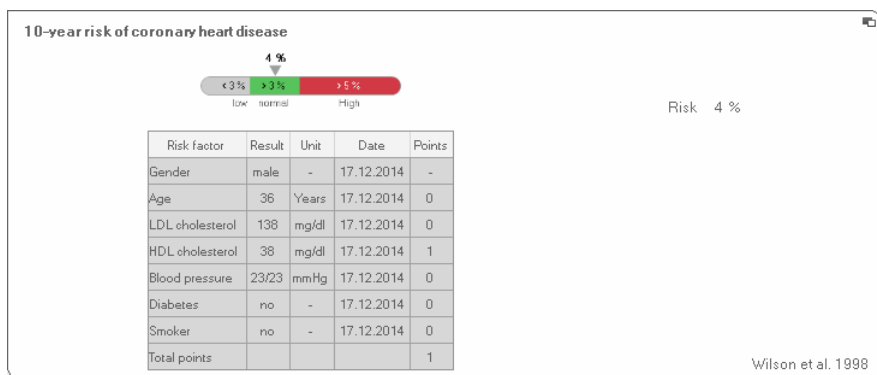 10-year risk of coronary heart disease
4 %
<3% >3% >5%
low normal High
Risk 4 %
Risk factor Result Unit Date Points
Gender male - 17.12.2014 -
Age 36 Years 17.12.2014 0
LDL cholesterol 138 mg/dl 17.12.2014 0
HDL cholesterol 38 mg/dl 17.12.2014 1
Blood pressure 23/23 mmHg 17.12.2014 0
Diabetes no - 17.12.2014 0
Smoker no - 17.12.2014 0
Total points 1
Wilson et al. 1998